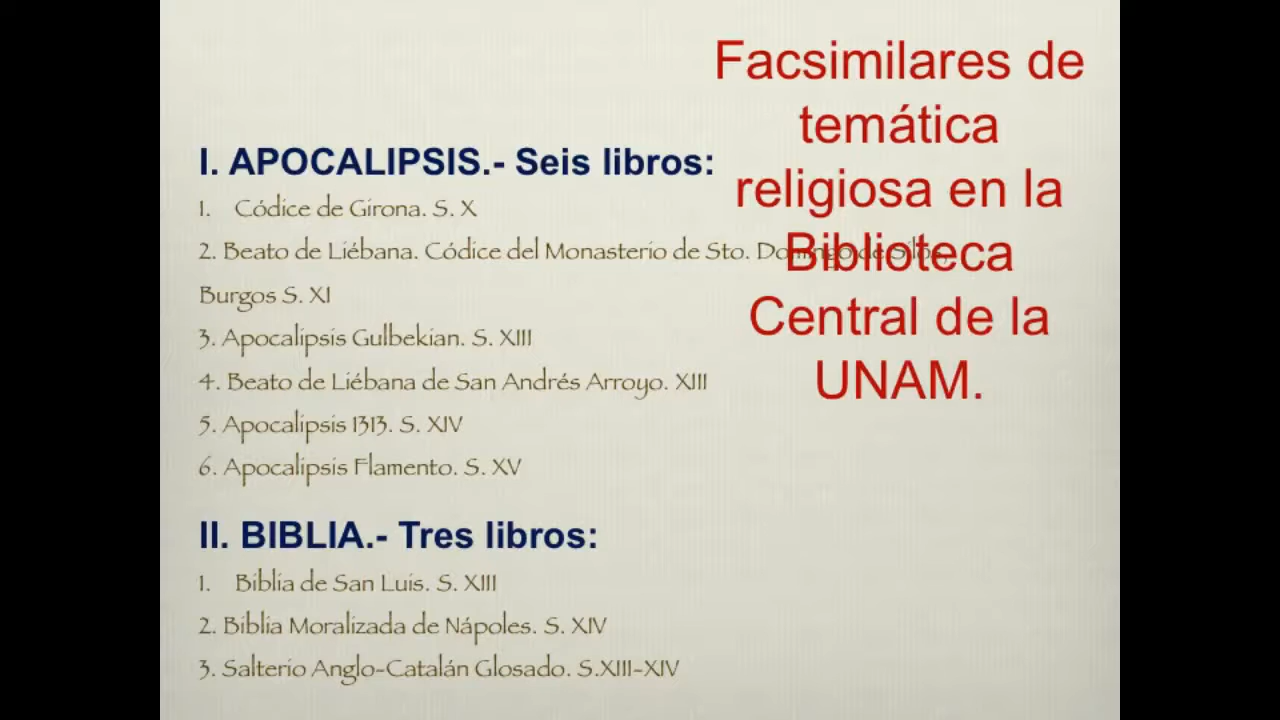 Facsimilares de
temática
religiosa en la
Biblioteca
Central de la
UNAM.
I. APOCALIPSIS.- Seis libros:
1. Códice de Girona. S. X
2. Beato de Liébana. Códice del Monasterio de Sto. Domingo de Silos,
Burgos S. XI
3. Apocalipsis Gulbekian. S. XIII
4. Beato de Liébana de San Andrés Arroyo. XIII
5. Apocalipsis 1313. S. XIV
6. Apocalipsis Flamento. S. XV
II. BIBLIA.- Tres libros:
1. Biblia de San Luis. S. XIII
2. Biblia Moralizada de Nápoles. S. XIV
3. Salterio Anglo-Catalán Glosado. S.XIII-XIV